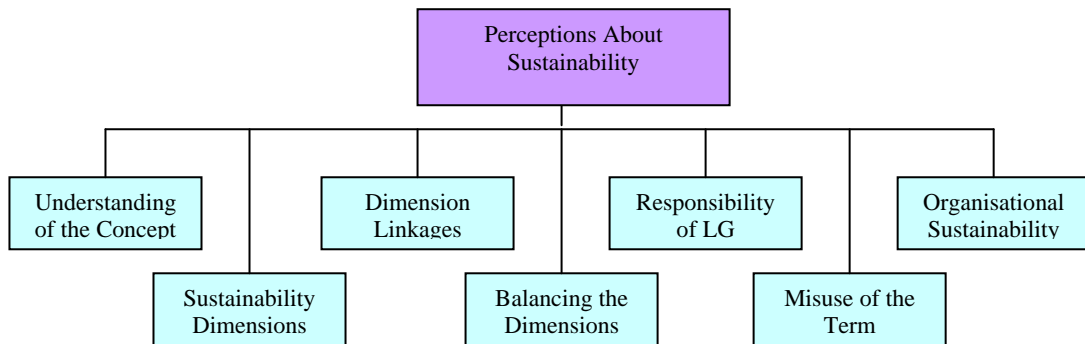 Perceptions About
Sustainability
Understanding
of the Concept
Dimension
Linkages
Responsibility
of LG
Organisational
Sustainability
Sustainability
Dimensions
Balancing the
Dimensions
Misuse of the
Term